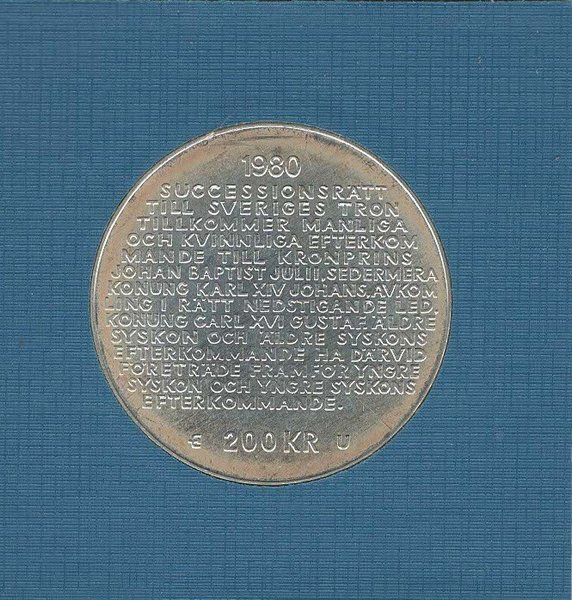 1980
SUCCESSIONSRÄTT
TILL SVERIGES TRON
TILLKOMMER MANLIGA
OCH KVINNLIGA EFTERKOM
MANDE TILL KRONPRINS
JOHAN BAPTIST JULII, SEDERMERA
KONUNG KARL XIV JOHANS, AVKOM
LING I RÄTT NEDSTIGANDE LED,
KONUNG CARL XVI GUSTAF. ÄLDRE
SYSKON OCH ÄLDRE SYSKONS
EFTERKOMMANDE HA DÄRVID
FÖRETRÄDE FRAMFÖR YNGRE
SYSKON OCH YNGRE SYSKONS
EFTERKOMMANDE.
200 KR U